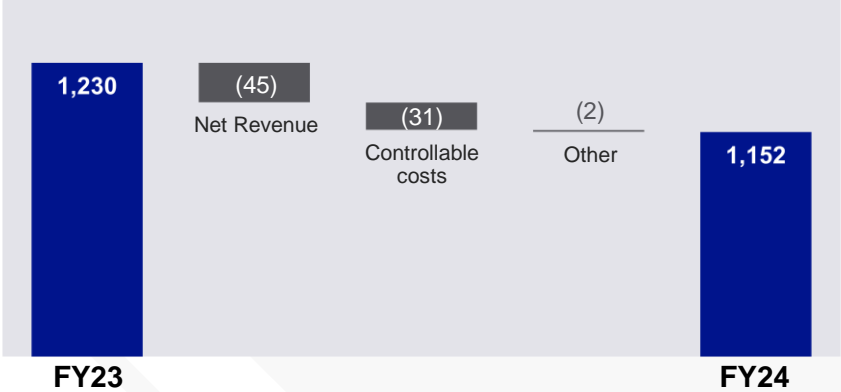 1,230
(45)
Net Revenue
(31)
Controllable
costs
(2)
Other
1,152
FY23
FY24